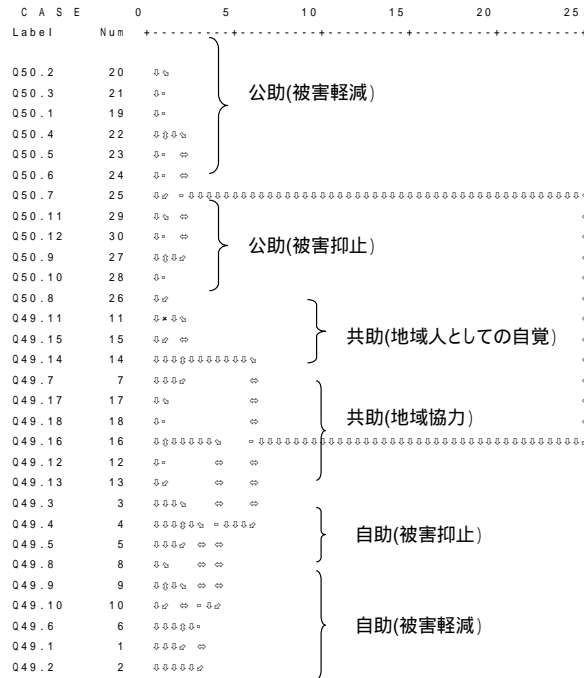 C A S E 0 5 10 15 20 25
Label Num +---------+---------+---------+---------+---------+
Q50.2 20
Q50.3 21
公助(被害軽減)
Q50.1 19
Q50.4 22
Q50.5 23
Q50.6 24
Q50.7 25
Q50.11 29
Q50.12 30
公助(被害抑止)
Q50.9 27
Q50.10 28
Q50.8 26
Q49.11 11
Q49.15 15
共助(地域人としての自覚)
Q49.14 14
Q49.7 7
Q49.17 17
Q49.18 18
共助(地域協力)
Q49.16 16
Q49.12 12
Q49.13 13
Q49.3 3
Q49.4 4
自助(被害抑止)
Q49.5 5
Q49.8 8
Q49.9 9
Q49.10 10
Q49.6 6
自助(被害軽減)
Q49.1 1
Q49.2 2